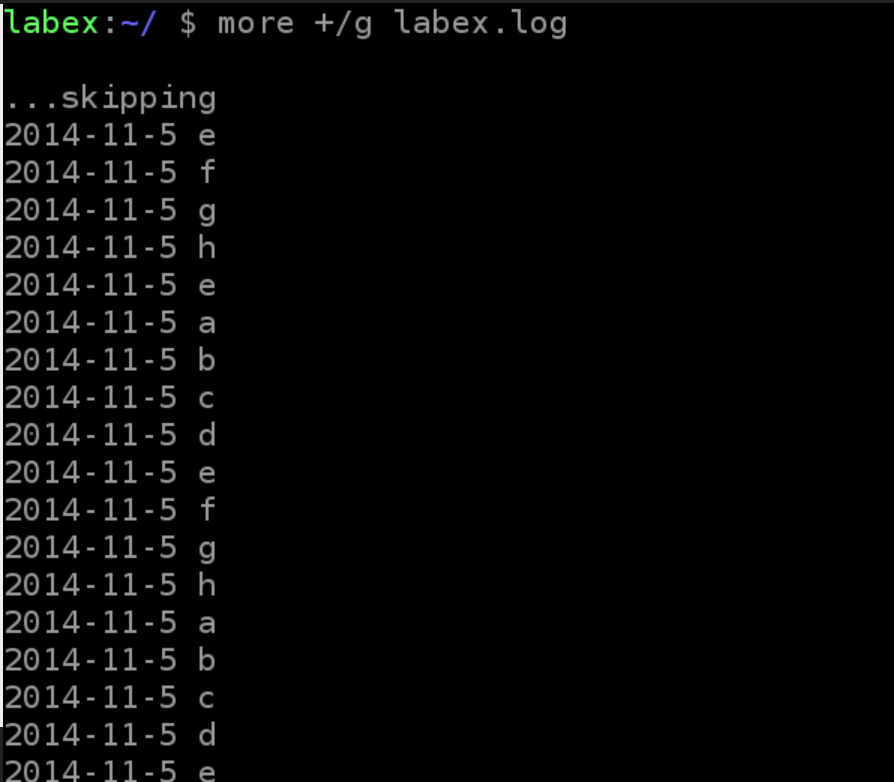 labex:~/ $ more +/g labex.log
...skipping
2014-11-5 e
2014-11-5 f
2014-11-5 g
2014-11-5 h
2014-11-5 e
2014-11-5 a
2014-11-5 b
2014-11-5 c
2014-11-5 d
2014-11-5 e
2014-11-5 f
2014-11-5 g
2014-11-5 h
2014-11-5 a
2014-11-5 b
2014-11-5 c
2014-11-5 d
2014-11-5 e